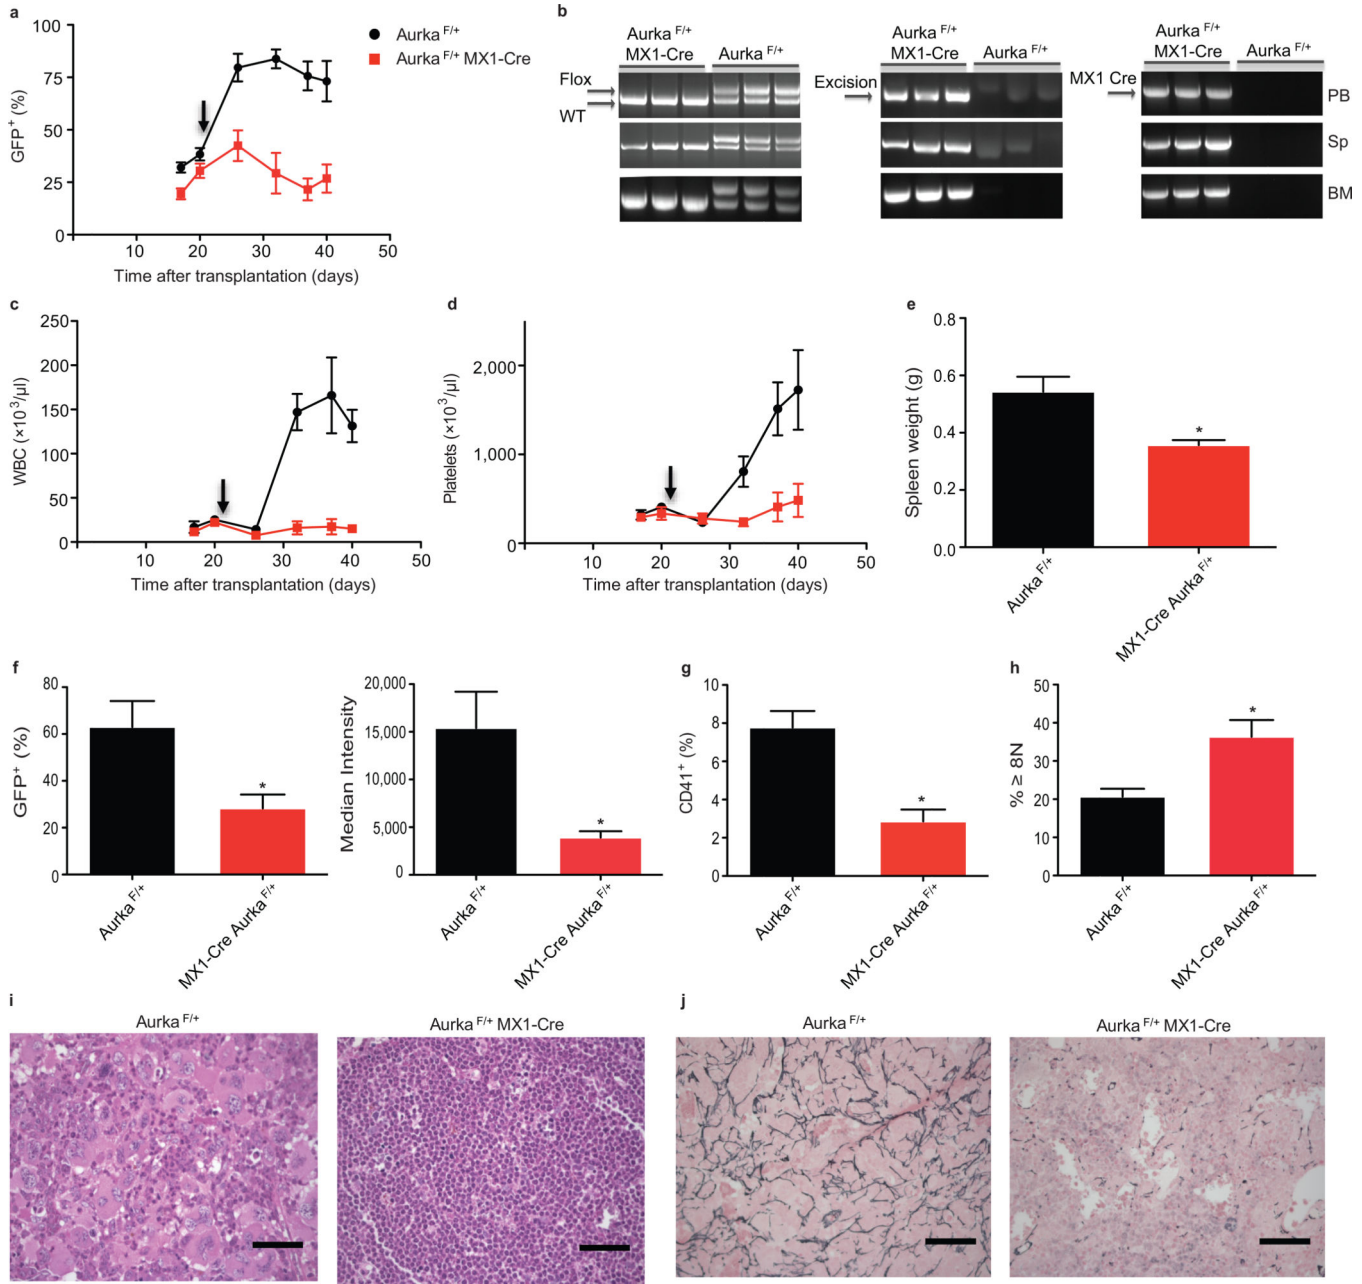 a
100
75
50
25
0
GFP⁺ (%)
10 20 30 40 50
Time after transplantation (days)
Aurka F/+
Aurka F/+ MX1-Cre
b
Aurka F/+
MX1-Cre
Aurka F/+
Flox
WT
Aurka F/+
MX1-Cre
Aurka F/+
Excision
Aurka F/+
MX1-Cre
Aurka F/+
MX1 Cre
PB
Sp
BM
c
250
200
150
100
50
0
WBC (×10³/µl)
10 20 30 40 50
Time after transplantation (days)
d
2,000
1,000
0
Platelets (×10³/µl)
10 20 30 40 50
Time after transplantation (days)
e
0.8
0.6
0.4
0.2
0.0
Spleen weight (g)
*
Aurka F/+
MX1-Cre Aurka F/+
f
80
60
40
20
0
GFP⁺ (%)
*
Aurka F/+
MX1-Cre Aurka F/+
20,000
15,000
10,000
5,000
0
Median Intensity
*
Aurka F/+
MX1-Cre Aurka F/+
g
10
8
6
4
2
0
CD41⁺ (%)
*
Aurka F/+
MX1-Cre Aurka F/+
h
50
40
30
20
10
0
% ≥ 8N
*
Aurka F/+
MX1-Cre Aurka F/+
i
Aurka F/+
Aurka F/+ MX1-Cre
j
Aurka F/+
Aurka F/+ MX1-Cre